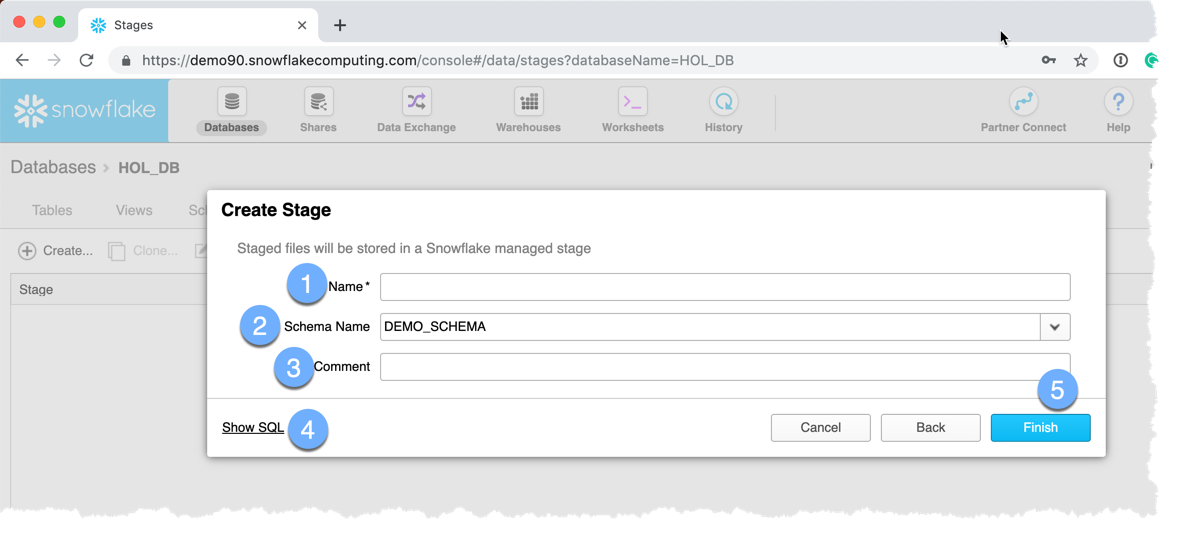 Stages
https://demo90.snowflakecomputing.com/console#/data/stages?databaseName=HOL_DB
snowflake
Databases Shares Data Exchange Warehouses Worksheets History Partner Connect Help
Databases HOL_DB
Tables Views
Create... Clone...
Stage
Create Stage
Staged files will be stored in a Snowflake managed stage
1 Name*
2 Schema Name DEMO_SCHEMA
3 Comment
5
Show SQL 4 Cancel Back Finish